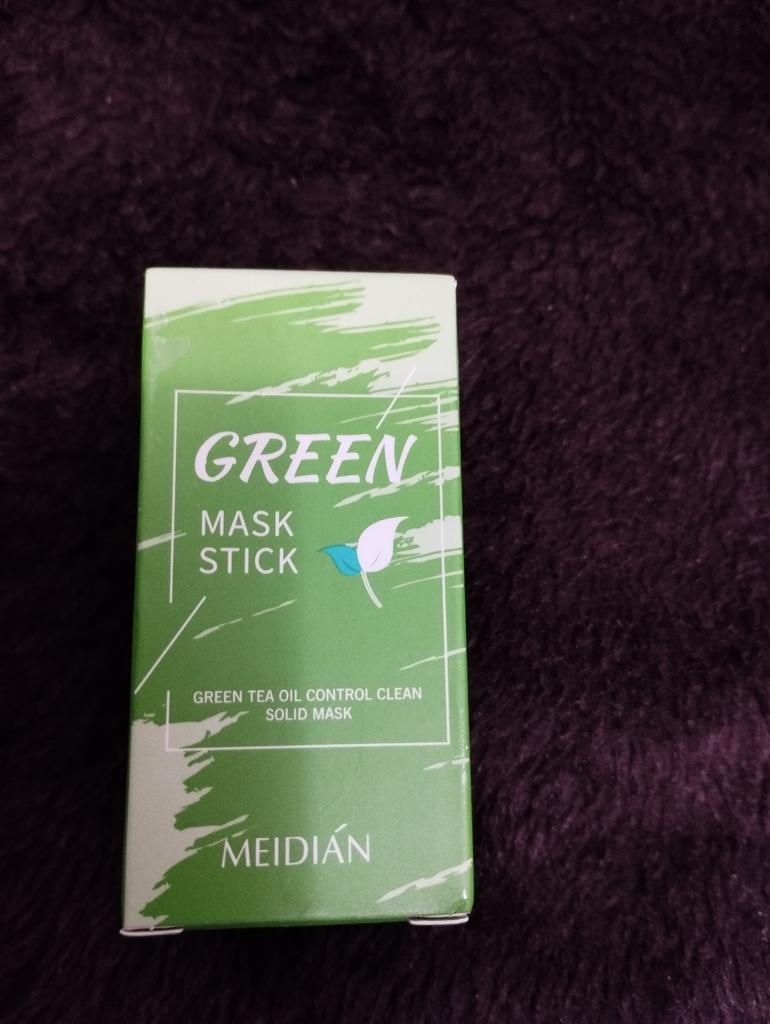 GREEN
MASK
STICK
GREEN TEA OIL CONTROL CLEAN
SOLID MASK
MEIDIÁN